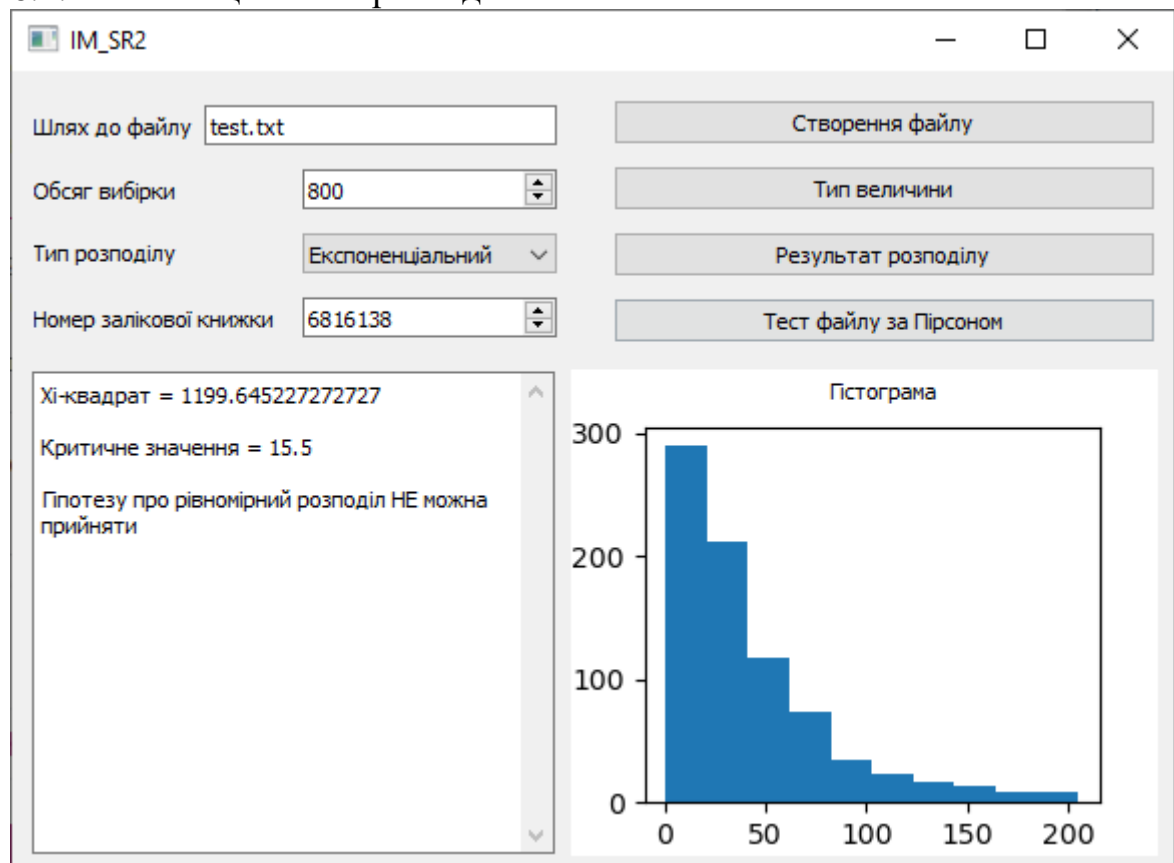 IM_SR2
Шлях до файлу test.txt
Створення файлу
Обсяг вибірки 800
Тип величини
Тип розподілу Експоненціальний
Результат розподілу
Номер залікової книжки 6816138
Тест файлу за Пірсоном
Хі-квадрат = 1199.645227272727
Критичне значення = 15.5
Гіпотезу про рівномірний розподіл НЕ можна
прийняти
Гістограма
300
200
100
0
0 50 100 150 200